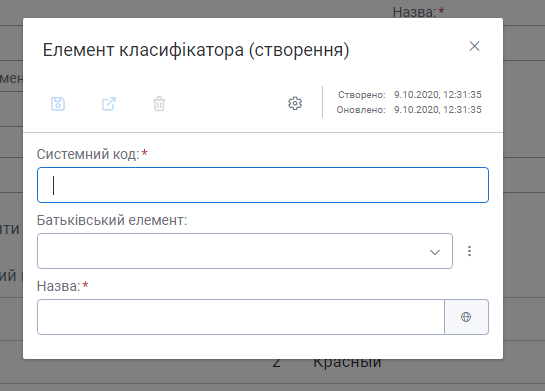 Назва: *
Елемент класифікатора (створення)
Створено: 9.10.2020, 12:31:35
Оновлено: 9.10.2020, 12:31:35
Системний код: *
Батьківський елемент:
Назва: *
2 Красный